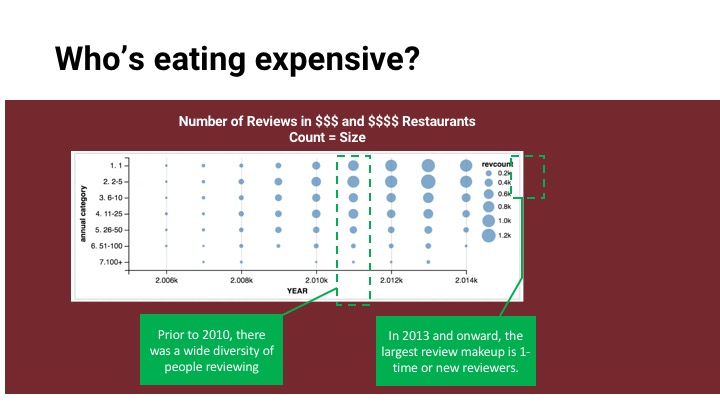 Who's eating expensive?
Number of Reviews in $$$ and $$$$ Restaurants
Count = Size
annual category
1. 1
2. 2-5
3. 6-10
4. 11-25
5. 26-50
6. 51-100
7.100+
2.006k 2.008k 2.010k 2.012k 2.014k
YEAR
revcount
0.2k
0.4k
0.6k
0.8k
1.0k
1.2k
Prior to 2010, there
was a wide diversity of
people reviewing
In 2013 and onward, the
largest review makeup is 1-
time or new reviewers.